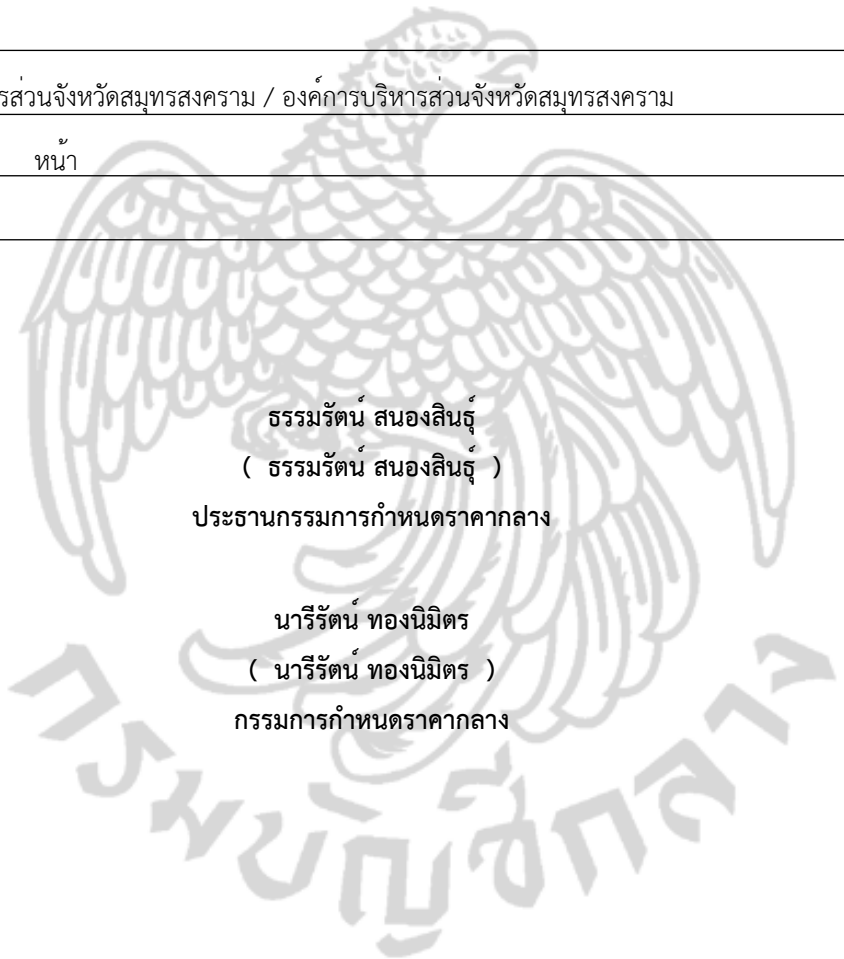 รส่วนจังหวัดสมุทรสงคราม / องค์การบริหารส่วนจังหวัดสมุทรสงคราม
หน้า
ธรรมรัตน์ สนองสินธุ์
( ธรรมรัตน์ สนองสินธุ์ )
ประธานกรรมการกำหนดราคากลาง
นารีรัตน์ ทองนิมิตร
( นารีรัตน์ ทองนิมิตร )
กรรมการกำหนดราคากลาง
กรมบัญชีกลาง